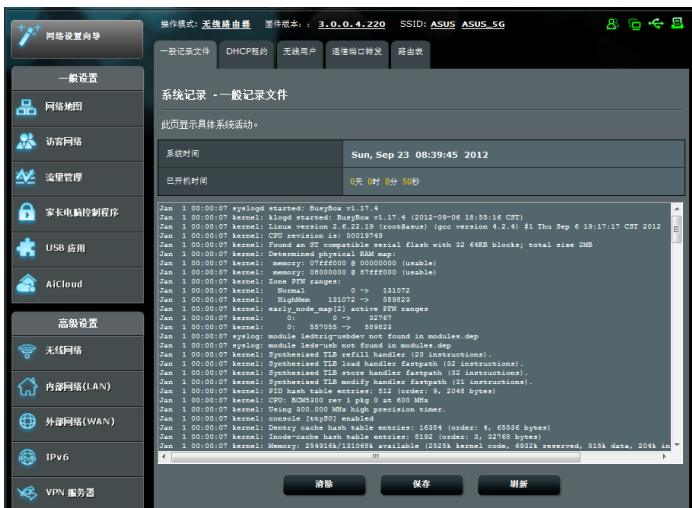 网络设置向导
操作模式: 无线路由器 固件版本: : 3.0.0.4.220 SSID: ASUS ASUS_5G
一般记录文件 DHCP租约 无线用户 通信端口转发 路由表
一般设置
网络地图
访客网络
流量管理
家长电脑控制程序
USB 应用
AiCloud
高级设置
无线网络
内部网络(LAN)
外部网络(WAN)
IPv6
VPN 服务器
系统记录 - 一般记录文件
此页显示具体系统活动。
系统时间 Sun, Sep 23 08:39:45 2012
已开机时间 0天 0时 8分 50秒
Jan 1 00:00:07 syslogd started: BusyBox v1.17.4
Jan 1 00:00:07 kernel: klogd started: BusyBox v1.17.4 (2012-09-06 18:55:16 CST)
Jan 1 00:00:07 kernel: Linux version 2.6.22.19 (root@asus) (gcc version 4.2.4) #1 Thu Sep 6 19:17:17 CST 2012
Jan 1 00:00:07 kernel: CPU revision is: 00019749
Jan 1 00:00:07 kernel: Found an ST compatible serial flash with 32 64KB blocks; total size 2MB
Jan 1 00:00:07 kernel: Determined physical RAM map:
Jan 1 00:00:07 kernel: memory: 07fff000 @ 00000000 (usable)
Jan 1 00:00:07 kernel: memory: 08000000 @ 87fff000 (usable)
Jan 1 00:00:07 kernel: Zone PFN ranges:
Jan 1 00:00:07 kernel: Normal 0 -> 131072
Jan 1 00:00:07 kernel: HighMem 131072 -> 589823
Jan 1 00:00:07 kernel: early_node_map[2] active PFN ranges
Jan 1 00:00:07 kernel: 0: 0 -> 32767
Jan 1 00:00:07 kernel: 0: 557055 -> 589823
Jan 1 00:00:07 syslog: module ledtrig-usbdev not found in modules.dep
Jan 1 00:00:07 syslog: module leds-usb not found in modules.dep
Jan 1 00:00:07 kernel: Synthesised TLB refill handler (20 instructions).
Jan 1 00:00:07 kernel: Synthesised TLB load handler fastpath (32 instructions).
Jan 1 00:00:07 kernel: Synthesised TLB store handler fastpath (32 instructions).
Jan 1 00:00:07 kernel: Synthesised TLB modify handler fastpath (31 instructions).
Jan 1 00:00:07 kernel: PID hash table entries: 512 (order: 9, 2048 bytes)
Jan 1 00:00:07 kernel: CPU: BCM5300 rev 1 pkg 0 at 600 MHz
Jan 1 00:00:07 kernel: Using 300.000 MHz high precision timer.
Jan 1 00:00:07 kernel: console [ttyS0] enabled
Jan 1 00:00:07 kernel: Dentry cache hash table entries: 16384 (order: 4, 65536 bytes)
Jan 1 00:00:07 kernel: Inode-cache hash table entries: 8192 (order: 3, 32768 bytes)
Jan 1 00:00:07 kernel: Memory: 254916k/131068k available (2525k kernel code, 6932k reserved, 515k data, 204k in
清除 保存 刷新